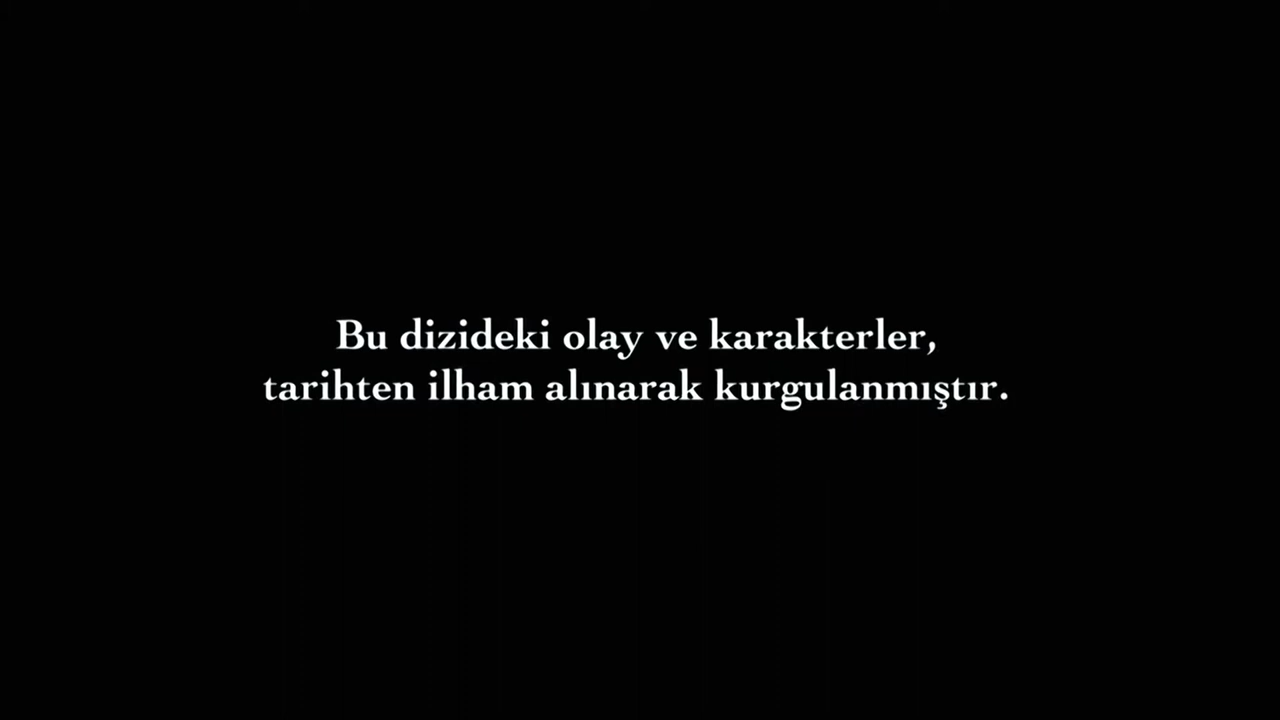 Bu dizideki olay ve karakterler,
tarihten ilham alınarak kurgulanmıştır.